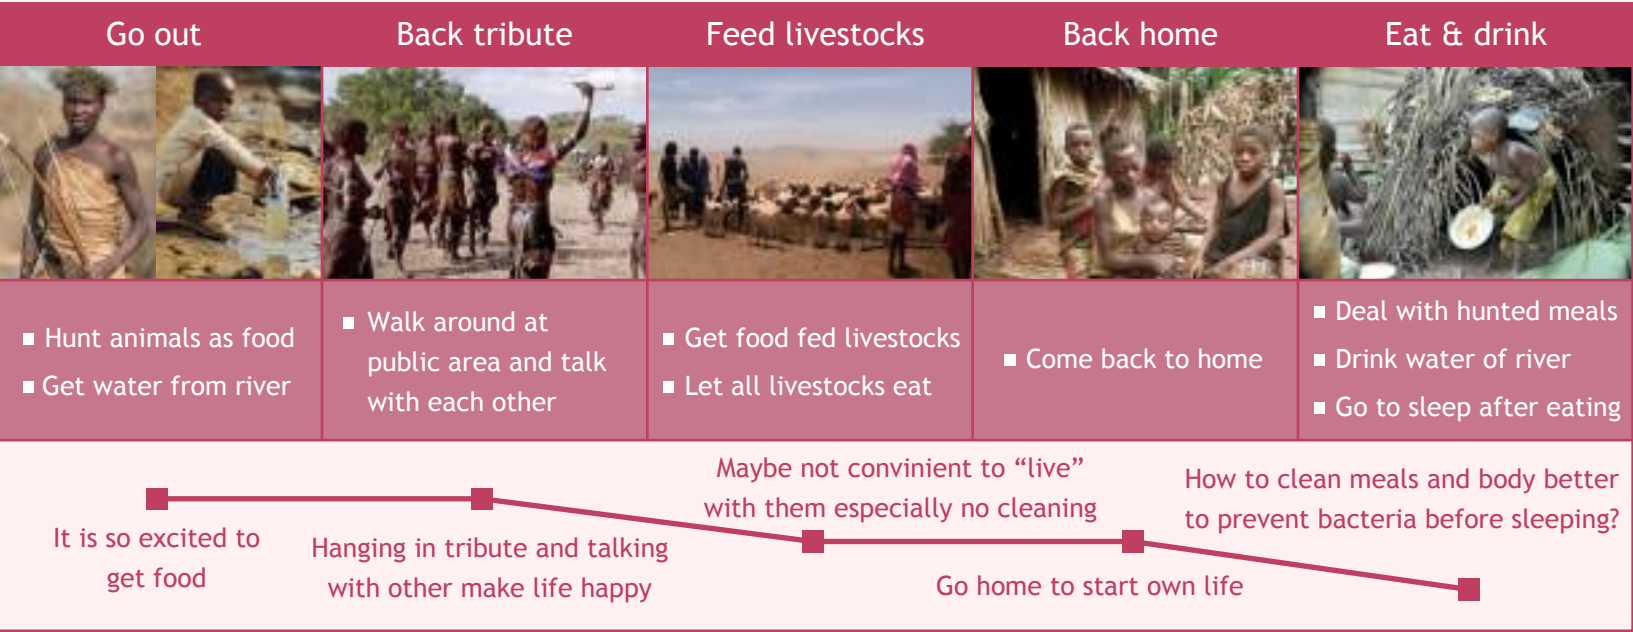 Go out
Back tribute
Feed livestocks
Back home
Eat & drink
Hunt animals as food
Get water from river
Walk around at
public area and talk
with each other
Get food fed livestocks
Let all livestocks eat
Come back to home
Deal with hunted meals
Drink water of river
Go to sleep after eating
It is so excited to
get food
Hanging in tribute and talking
with other make life happy
Maybe not convinient to “live”
with them especially no cleaning
Go home to start own life
How to clean meals and body better
to prevent bacteria before sleeping?